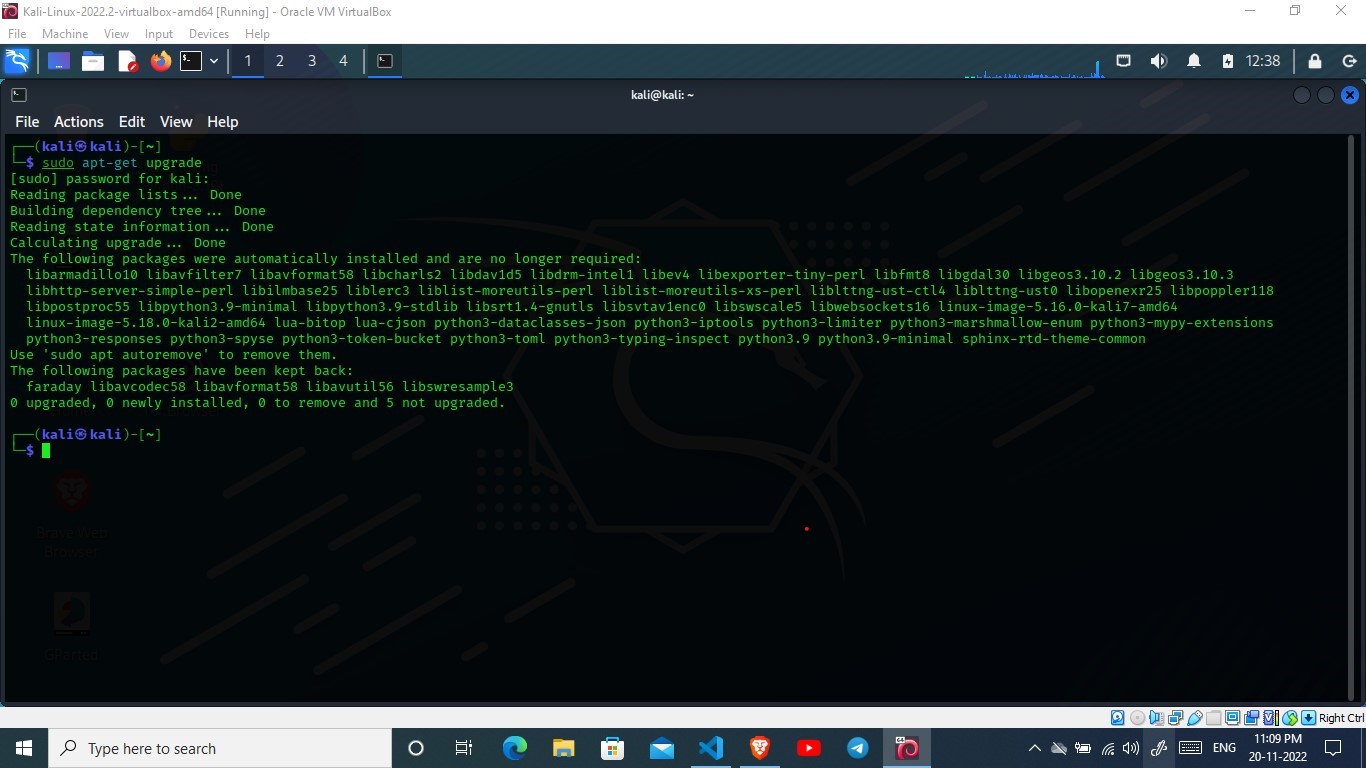 Kali-Linux-2022.2-virtualbox-amd64 [Running] - Oracle VM VirtualBox
File Machine View Input Devices Help
1 2 3 4 12:38
kali@kali: ~
File Actions Edit View Help
┌──(kali㉿kali)-[~]
└─$ sudo apt-get upgrade
[sudo] password for kali:
Reading package lists... Done
Building dependency tree... Done
Reading state information... Done
Calculating upgrade... Done
The following packages were automatically installed and are no longer required:
libarmadillo10 libavfilter7 libavformat58 libcharls2 libdav1d5 libdrm-intel1 libev4 libexporter-tiny-perl libfmt8 libgdal30 libgeos3.10.2 libgeos3.10.3
libhttp-server-simple-perl libilmbase25 liblerc3 liblist-moreutils-perl liblist-moreutils-xs-perl liblttng-ust-ctl4 liblttng-ust0 libopenexr25 libpoppler118
libpostproc55 libpython3.9-minimal libpython3.9-stdlib libsrt1.4-gnutls libsvtav1enc0 libswscale5 libwebsockets16 linux-image-5.16.0-kali7-amd64
linux-image-5.18.0-kali2-amd64 lua-bitop lua-cjson python3-dataclasses-json python3-iptools python3-limiter python3-marshmallow-enum python3-mypy-extensions
python3-responses python3-spyse python3-token-bucket python3-toml python3-typing-inspect python3.9 python3.9-minimal sphinx-rtd-theme-common
Use 'sudo apt autoremove' to remove them.
The following packages have been kept back:
faraday libavcodec58 libavformat58 libavutil56 libswresample3
0 upgraded, 0 newly installed, 0 to remove and 5 not upgraded.
┌──(kali㉿kali)-[~]
└─$
Brave Web
Browser
GParted
Right Ctrl
Type here to search
ENG
11:09 PM
20-11-2022